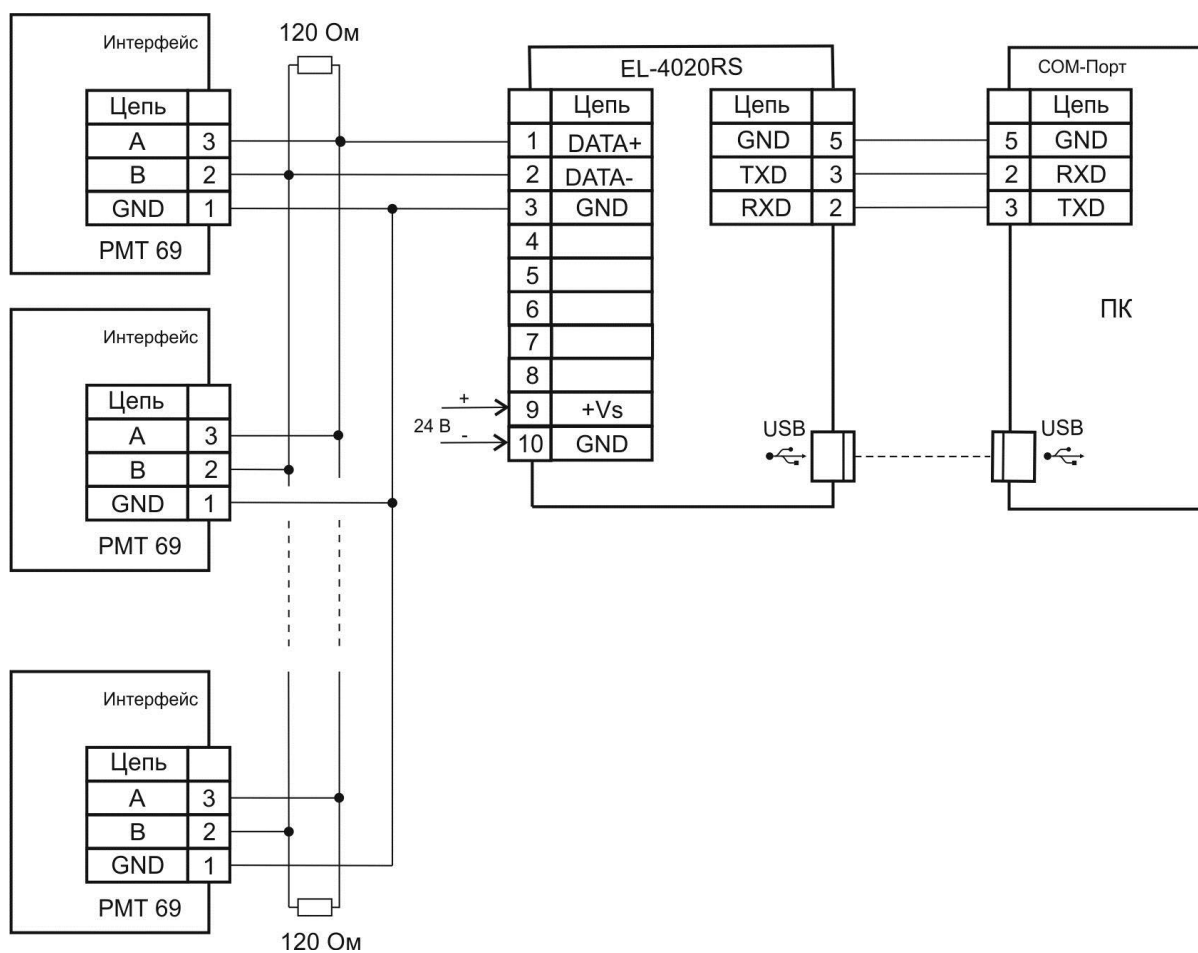 Интерфейс
Цепь
A 3
B 2
GND 1
РМТ 69
120 Ом
EL-4020RS
Цепь
1 DATA+
2 DATA-
3 GND
4
5
6
7
8
9 +Vs
10 GND
+
24 В
-
Цепь
GND 5
TXD 3
RXD 2
USB
COM-Порт
Цепь
5 GND
2 RXD
3 TXD
ПК
USB
Интерфейс
Цепь
A 3
B 2
GND 1
РМТ 69
Интерфейс
Цепь
A 3
B 2
GND 1
РМТ 69
120 Ом